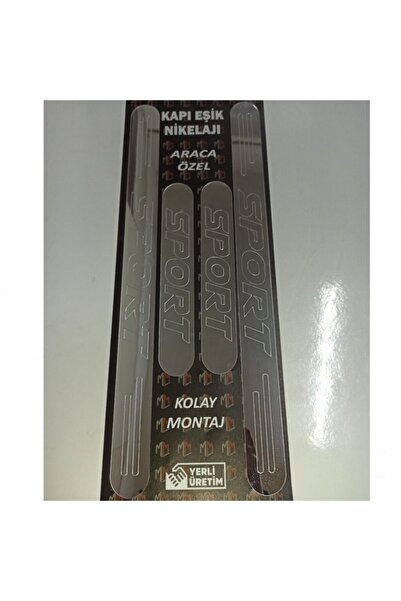 KAPI EŞİK
NİKELAJI
ARACA
ÖZEL
SPORT
SPORT
SPORT
SPORT
KOLAY
MONTAJ
YERLİ
ÜRETİM